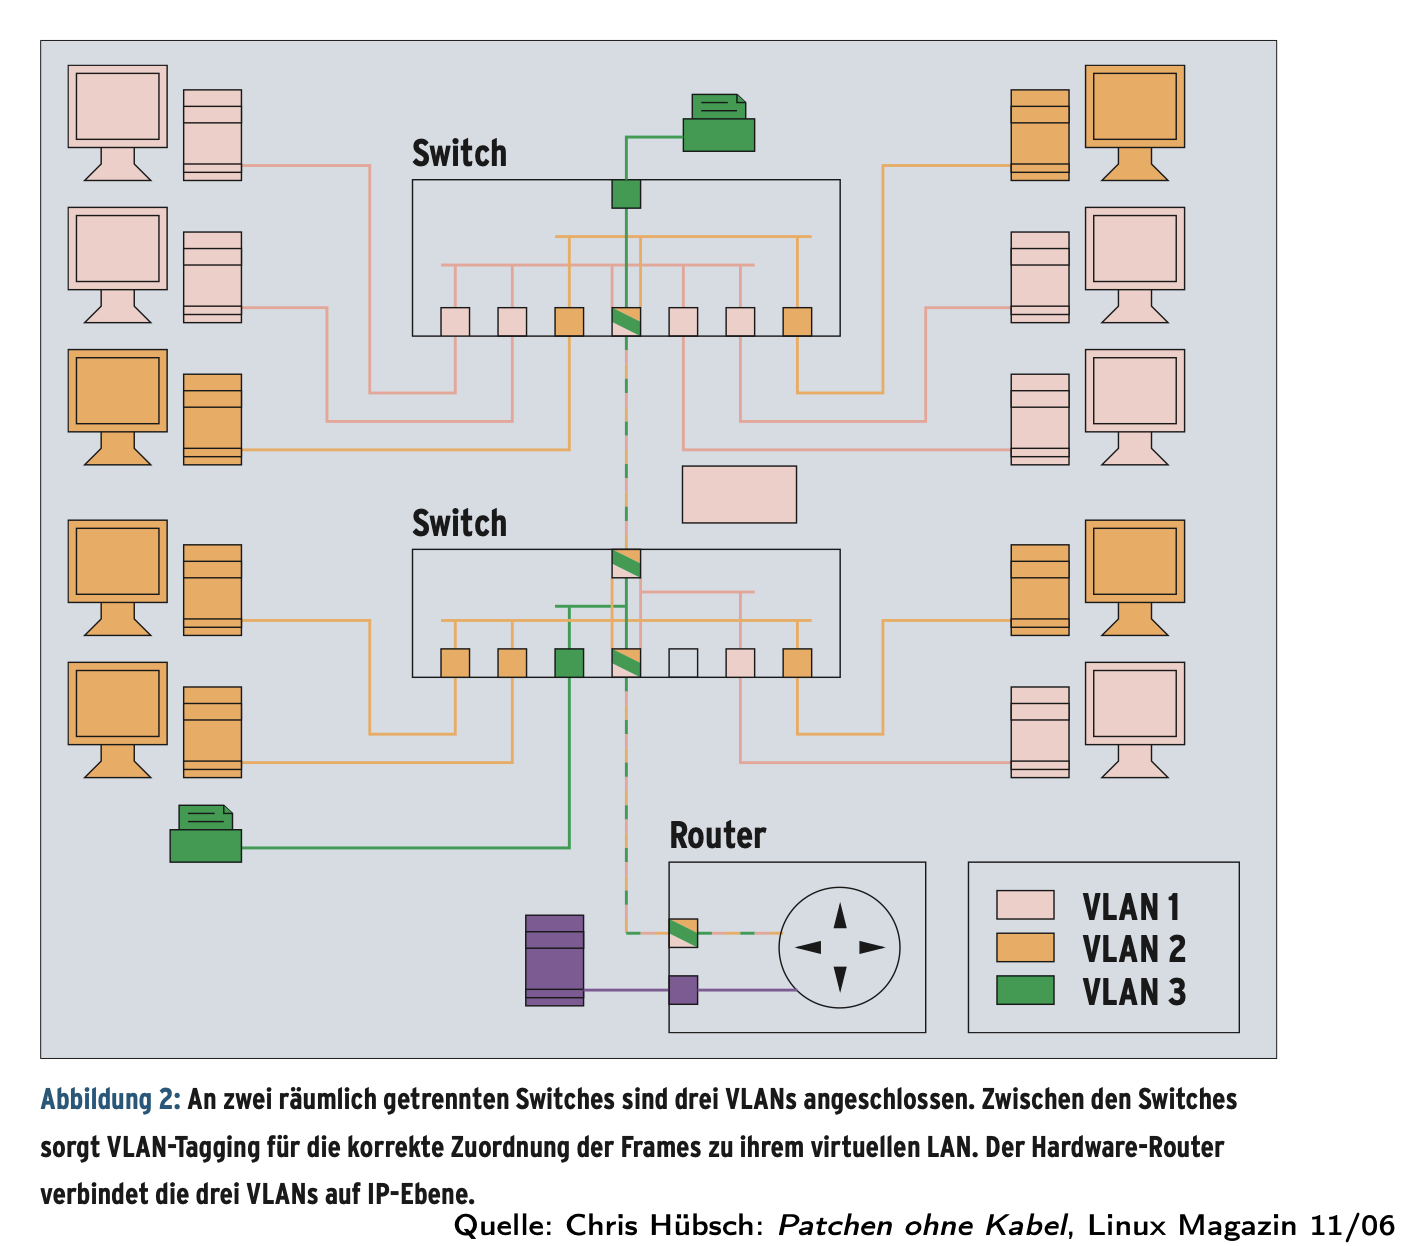 Switch
Switch
Router
VLAN 1
VLAN 2
VLAN 3
Abbildung 2: An zwei räumlich getrennten Switches sind drei VLANs angeschlossen. Zwischen den Switches
sorgt VLAN-Tagging für die korrekte Zuordnung der Frames zu ihrem virtuellen LAN. Der Hardware-Router
verbindet die drei VLANs auf IP-Ebene.
Quelle: Chris Hübsch: Patchen ohne Kabel, Linux Magazin 11/06